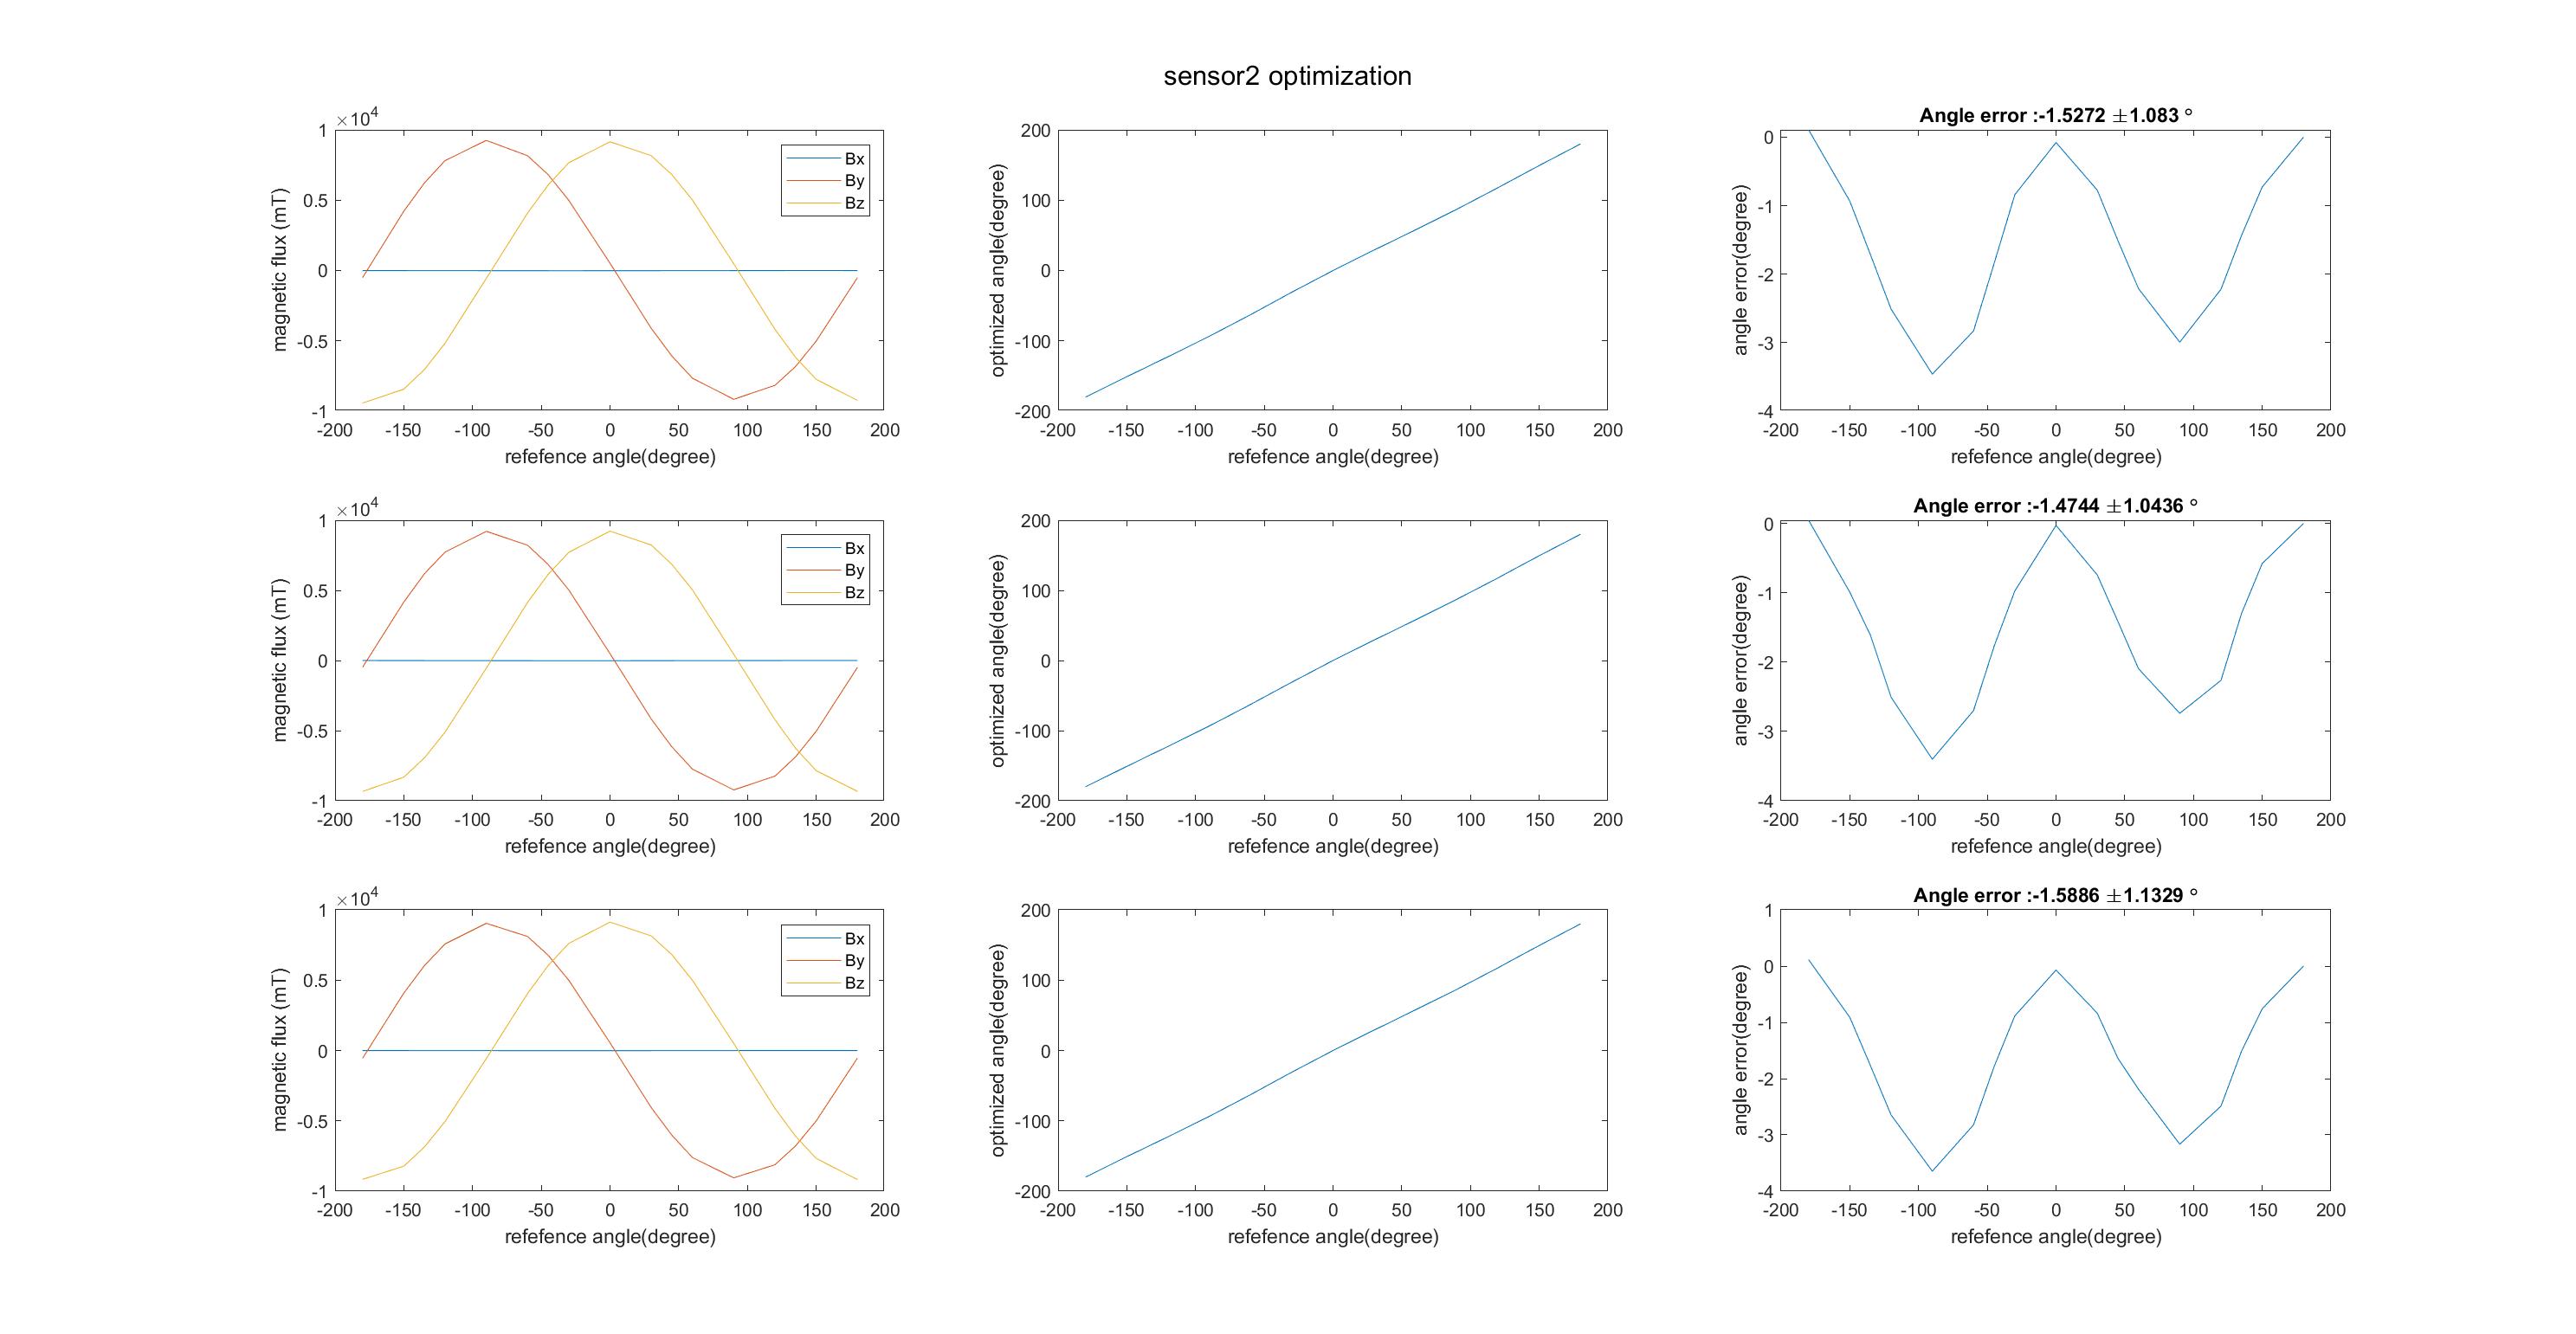 sensor2 optimization
×10^4
1
0.5
0
-0.5
-1
-200 -150 -100 -50 0 50 100 150 200
magnetic flux (mT)
refefence angle(degree)
Bx
By
Bz
200
100
0
-100
-200
-200 -150 -100 -50 0 50 100 150 200
optimized angle(degree)
refefence angle(degree)
Angle error :-1.5272 ±1.083 °
0
-1
-2
-3
-4
-200 -150 -100 -50 0 50 100 150 200
angle error(degree)
refefence angle(degree)
×10^4
1
0.5
0
-0.5
-1
-200 -150 -100 -50 0 50 100 150 200
magnetic flux (mT)
refefence angle(degree)
Bx
By
Bz
200
100
0
-100
-200
-200 -150 -100 -50 0 50 100 150 200
optimized angle(degree)
refefence angle(degree)
Angle error :-1.4744 ±1.0436 °
0
-1
-2
-3
-4
-200 -150 -100 -50 0 50 100 150 200
angle error(degree)
refefence angle(degree)
×10^4
1
0.5
0
-0.5
-1
-200 -150 -100 -50 0 50 100 150 200
magnetic flux (mT)
refefence angle(degree)
Bx
By
Bz
200
100
0
-100
-200
-200 -150 -100 -50 0 50 100 150 200
optimized angle(degree)
refefence angle(degree)
Angle error :-1.5886 ±1.1329 °
1
0
-1
-2
-3
-4
-200 -150 -100 -50 0 50 100 150 200
angle error(degree)
refefence angle(degree)